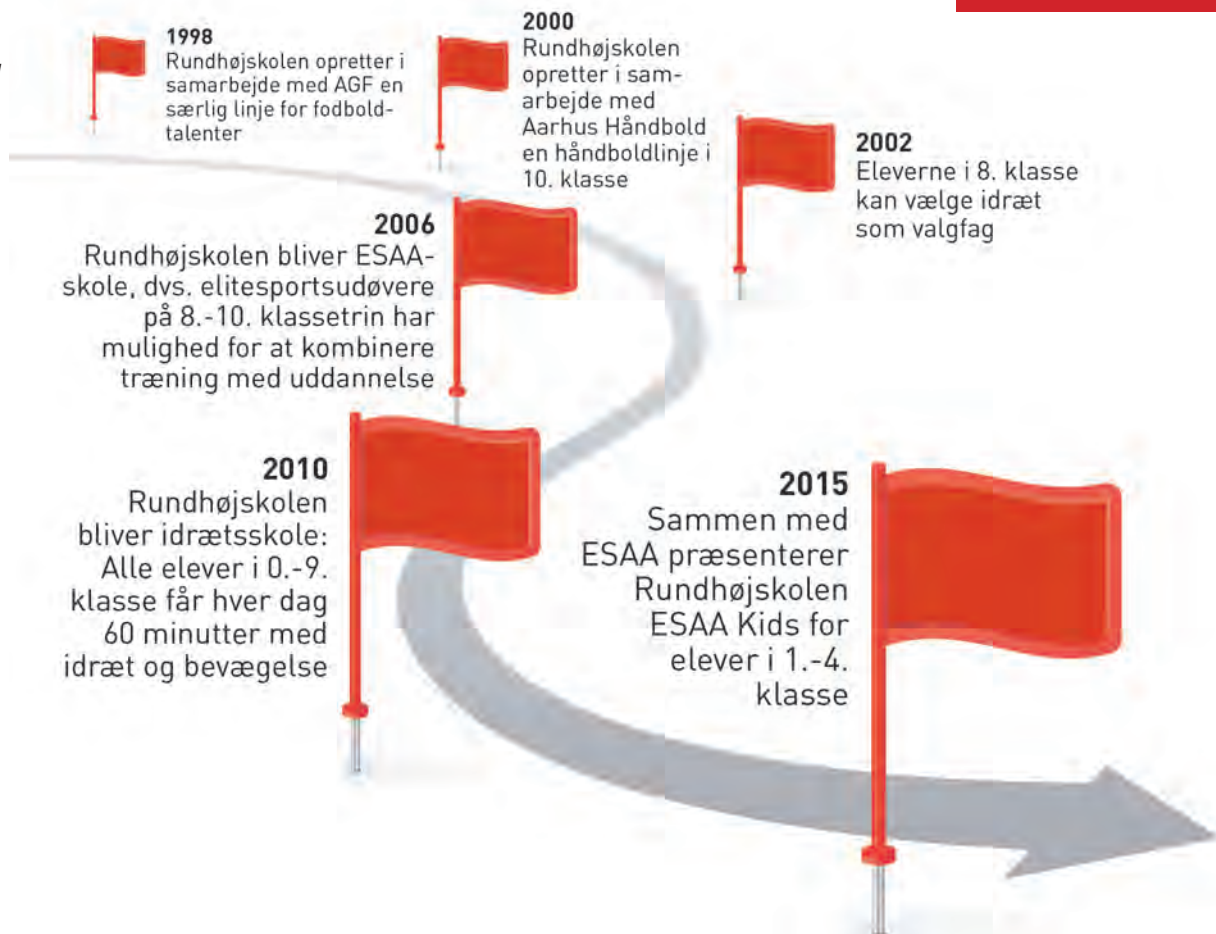 1998
Rundhøjskolen opretter i
samarbejde med AGF en
særlig linje for fodbold-
talenter
2000
Rundhøjskolen
opretter i sam-
arbejde med
Aarhus Håndbold
en håndboldlinje i
10. klasse
2002
Eleverne i 8. klasse
kan vælge idræt
som valgfag
2006
Rundhøjskolen bliver ESAA-
skole, dvs. elitesportsudøvere
på 8.-10. klassetrin har
mulighed for at kombinere
træning med uddannelse
2010
Rundhøjskolen
bliver idrætsskole:
Alle elever i 0.-9.
klasse får hver dag
60 minutter med
idræt og bevægelse
2015
Sammen med
ESAA præsenterer
Rundhøjskolen
ESAA Kids for
elever i 1.-4.
klasse